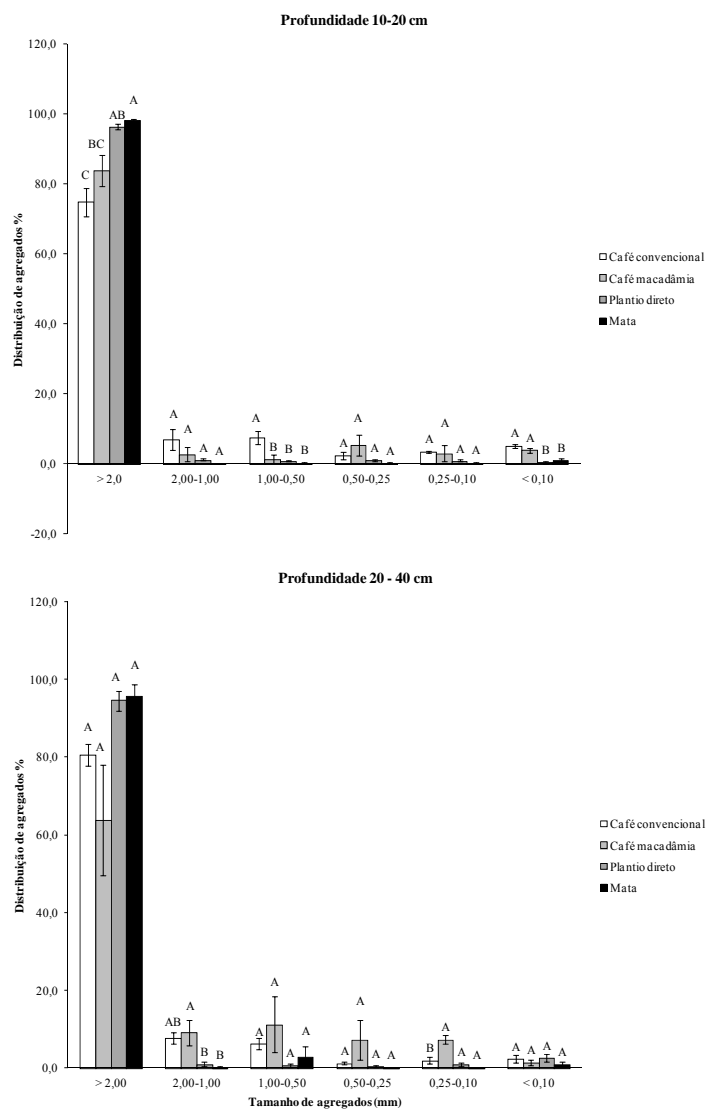 Profundidade 10-20 cm
120,0
100,0
80,0
60,0
40,0
20,0
0,0
-20,0
Distribuição de agregados %
C BC AB A
A A A A
A B B B
A A A A
A A A A
A A B B
> 2,0 2,00-1,00 1,00-0,50 0,50-0,25 0,25-0,10 < 0,10
Café convencional
Café macadâmia
Plantio direto
Mata
Profundidade 20 - 40 cm
120,0
100,0
80,0
60,0
40,0
20,0
0,0
Distribuição de agregados %
A A A A
AB A B B
A A A A
A A A A
B A A A
A A A A
> 2,00 2,00-1,00 1,00-0,50 0,50-0,25 0,25-0,10 < 0,10
Tamanho de agregados (mm)
Café convencional
Café macadâmia
Plantio direto
Mata